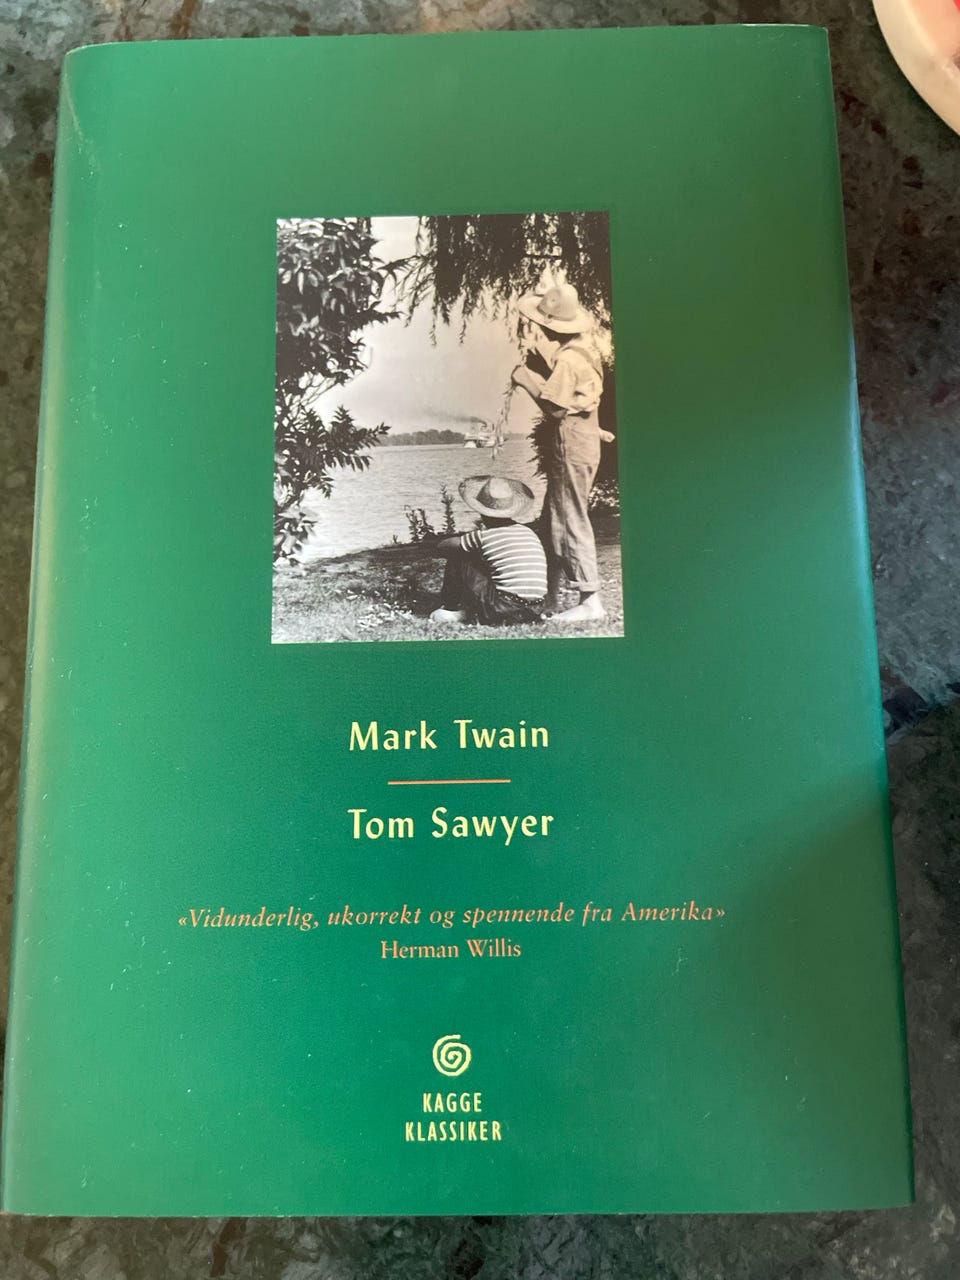 Mark Twain
Tom Sawyer
«Vidunderlig, ukorrekt og spennende fra Amerika»
Herman Willis
KAGGE
KLASSIKER